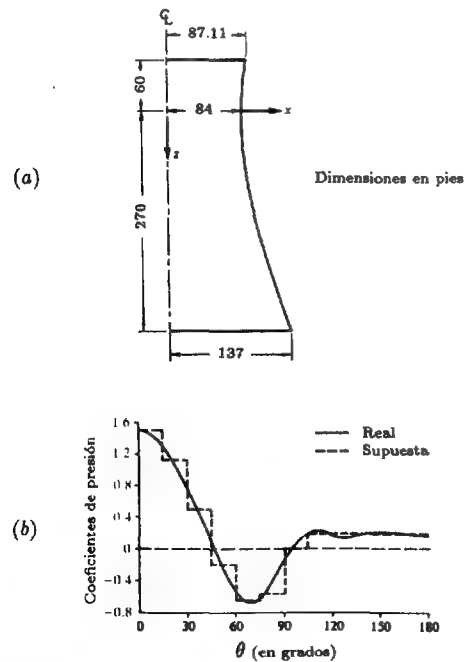 ℄
87.11
60
84
x
z
(a)
Dimensiones en pies
270
137
(b)
Coeficientes de presión
1.6
1.2
0.8
0.4
0
-0.4
-0.8
Real
Supuesta
0 30 60 90 120 150 180
θ (en grados)